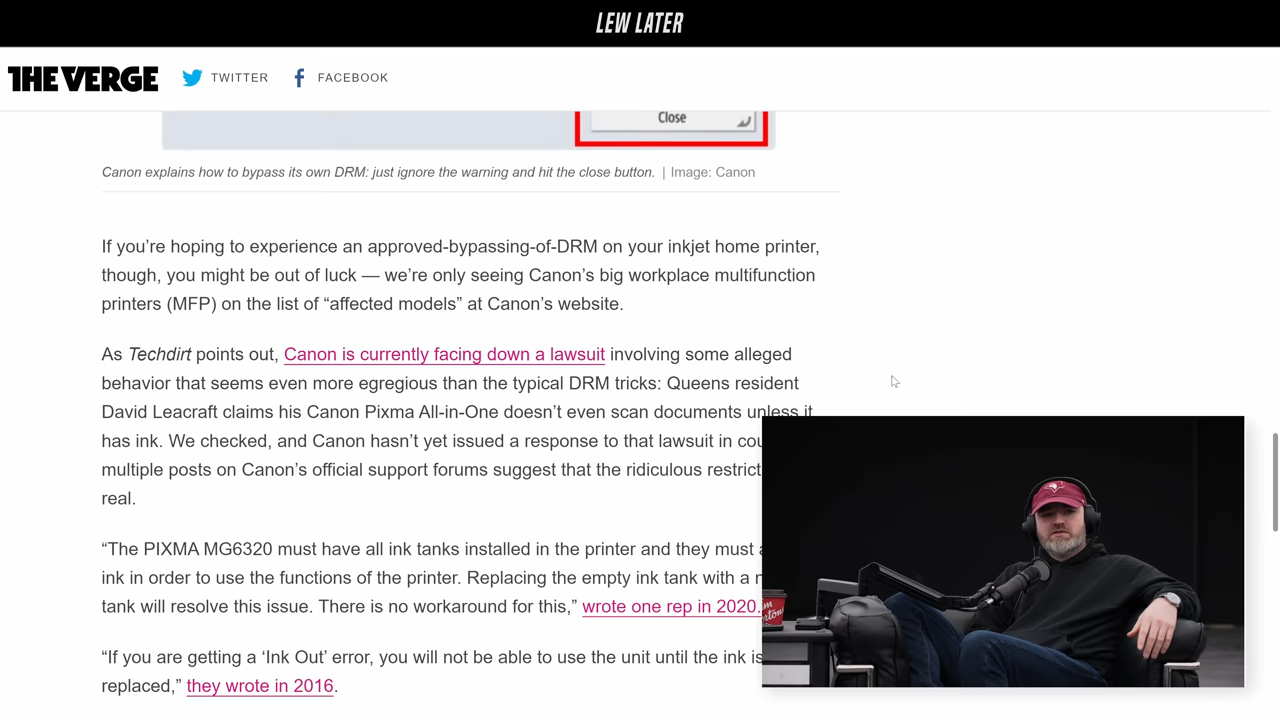 LEW LATER
THE VERGE TWITTER FACEBOOK
Close
Canon explains how to bypass its own DRM: just ignore the warning and hit the close button. | Image: Canon
If you’re hoping to experience an approved-bypassing-of-DRM on your inkjet home printer,
though, you might be out of luck — we’re only seeing Canon’s big workplace multifunction
printers (MFP) on the list of “affected models” at Canon’s website.
As Techdirt points out, Canon is currently facing down a lawsuit involving some alleged
behavior that seems even more egregious than the typical DRM tricks: Queens resident
David Leacraft claims his Canon Pixma All-in-One doesn’t even scan documents unless it
has ink. We checked, and Canon hasn’t yet issued a response to that lawsuit in
multiple posts on Canon’s official support forums suggest that the ridiculous
real.
“The PIXMA MG6320 must have all ink tanks installed in the printer and they must
ink in order to use the functions of the printer. Replacing the empty ink tank with a
tank will resolve this issue. There is no workaround for this,” wrote one rep in 2020.
“If you are getting a ‘Ink Out’ error, you will not be able to use the unit until the ink is
replaced,” they wrote in 2016.